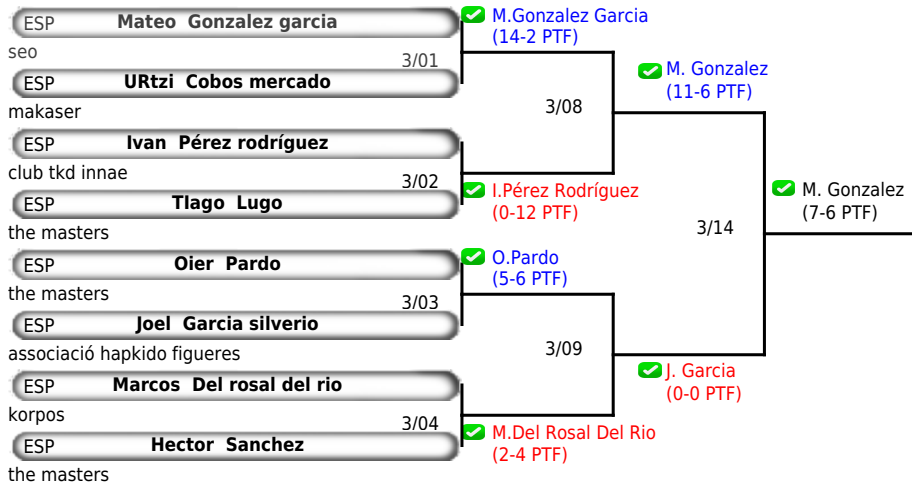 ESP Mateo Gonzalez garcia
seo
3/01
ESP URtzi Cobos mercado
makaser
ESP Ivan Pérez rodríguez
club tkd innae
3/02
ESP TIago Lugo
the masters
ESP Oier Pardo
the masters
3/03
ESP Joel Garcia silverio
associació hapkido figueres
ESP Marcos Del rosal del rio
korpos
3/04
ESP Hector Sanchez
the masters
M.Gonzalez Garcia
(14-2 PTF)
3/08
I.Pérez Rodríguez
(0-12 PTF)
O.Pardo
(5-6 PTF)
3/09
M.Del Rosal Del Rio
(2-4 PTF)
M. Gonzalez
(11-6 PTF)
3/14
J. Garcia
(0-0 PTF)
M. Gonzalez
(7-6 PTF)